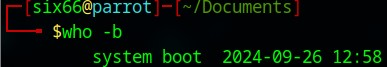 [six66@parrot]-[~/Documents]
$who -b
system boot  2024-09-26 12:58